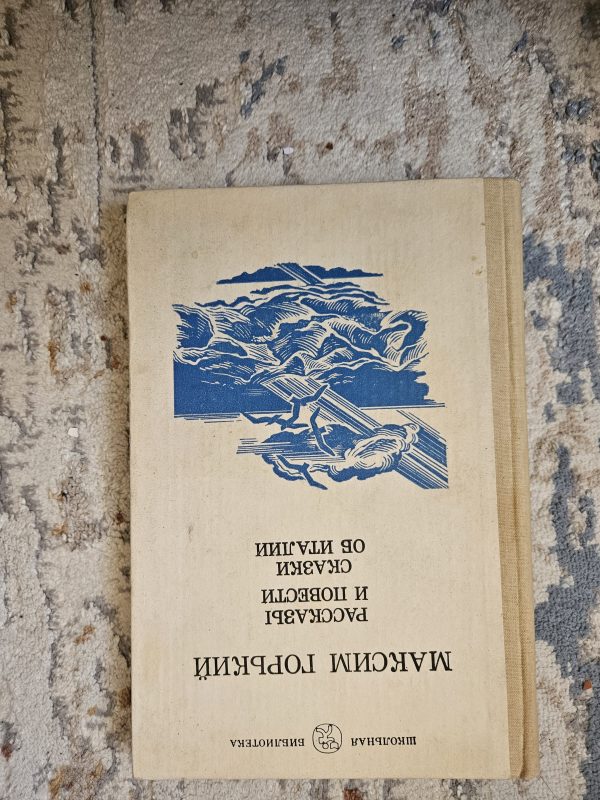 ШКОЛЬНАЯ БИБЛИОТЕКА
МАКСИМ ГОРЬКИЙ
РАССКАЗЫ
И ПОВЕСТИ
СКАЗКИ
ОБ ИТАЛИИ